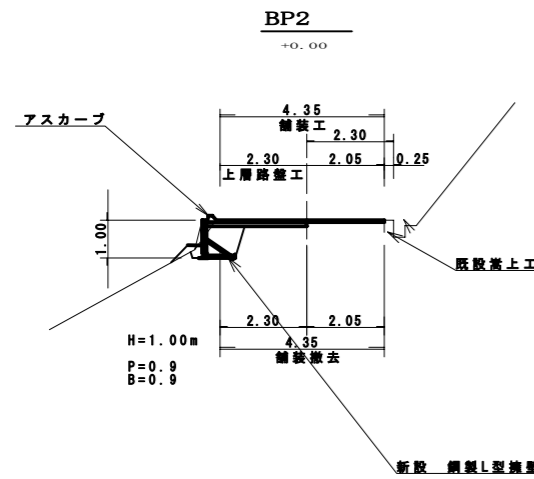 BP2
+0.00
4.35
アスカーブ
舗装工
2.30
2.30 2.05 0.25
上層路盤工
1.00
既設嵩上工
2.30 2.05
H=1.00m
4.35
舗装撤去
P=0.9
B=0.9
新設 鋼製L型擁壁